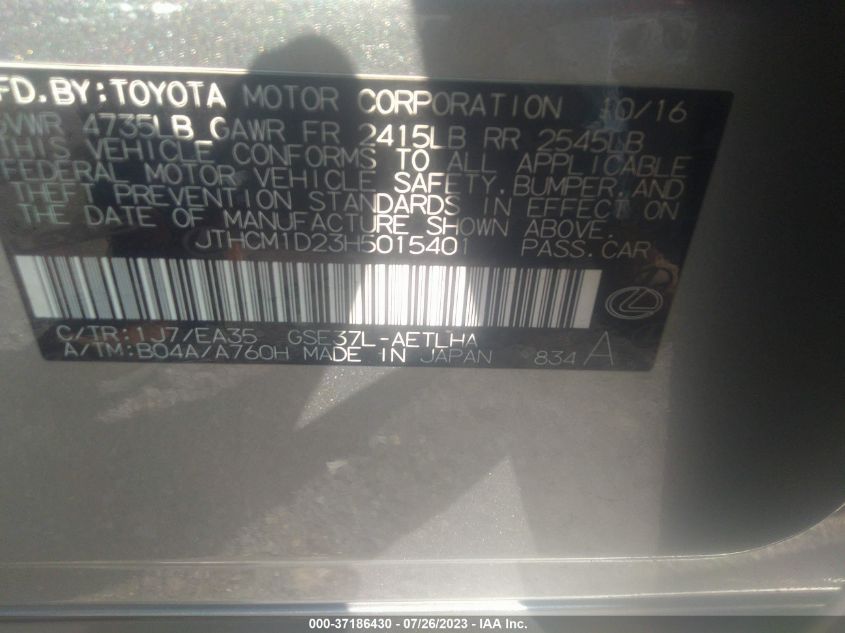 FD.BY:TOYOTA MOTOR CORPORATION 10/16
GVWR 4735LB GAWR FR 2415LB RR 2545LB
THIS VEHICLE CONFORMS TO ALL APPLICABLE
FEDERAL MOTOR VEHICLE SAFETY,BUMPER,AND
THEFT PREVENTION STANDARDS IN EFFECT ON
THE DATE OF MANUFACTURE SHOWN ABOVE.
JTHCM1D23H5015401 PASS.CAR
C/TR:1J7/EA35 GSE37L-AETLHA
A/TM:B04A/A760H MADE IN JAPAN 834 A
000-37186430 - 07/26/2023 - IAA Inc.